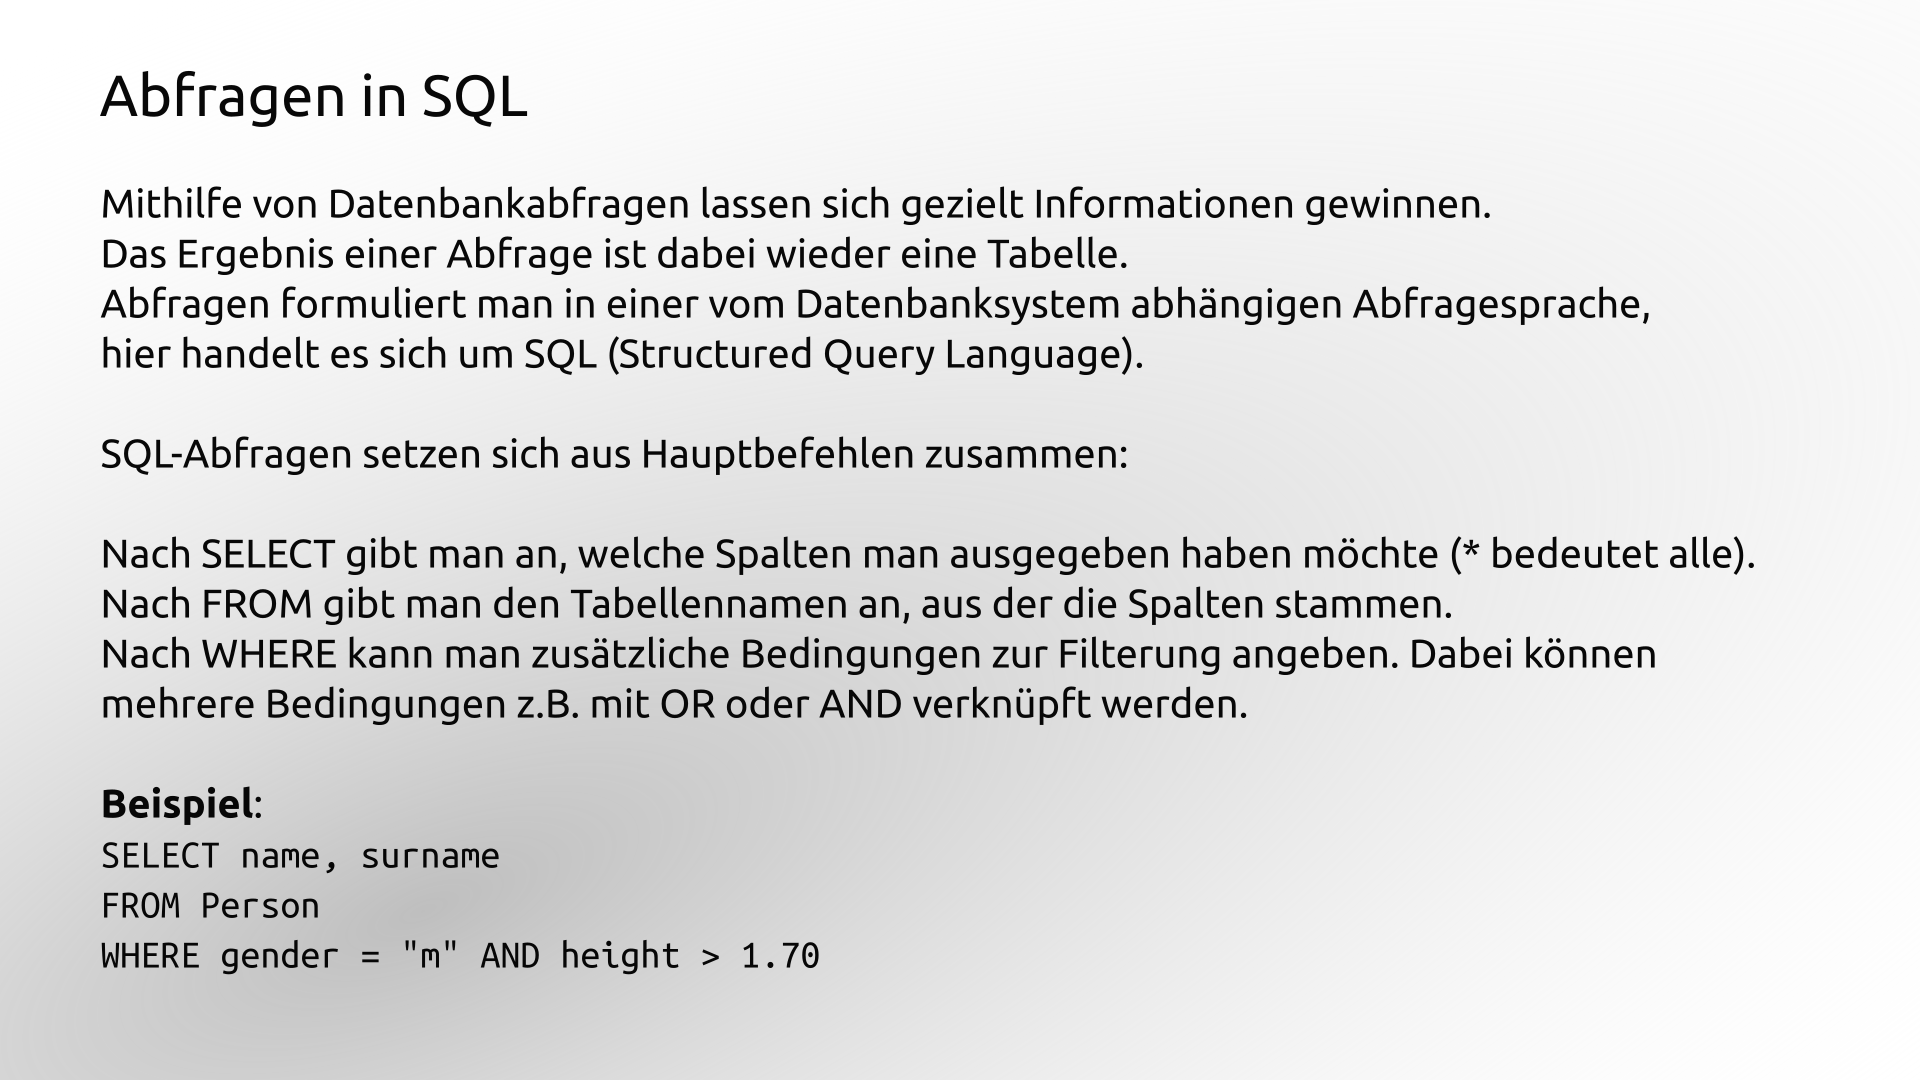 Abfragen in SQL
Mithilfe von Datenbankabfragen lassen sich gezielt Informationen gewinnen.
Das Ergebnis einer Abfrage ist dabei wieder eine Tabelle.
Abfragen formuliert man in einer vom Datenbanksystem abhängigen Abfragesprache,
hier handelt es sich um SQL (Structured Query Language).
SQL-Abfragen setzen sich aus Hauptbefehlen zusammen:
Nach SELECT gibt man an, welche Spalten man ausgegeben haben möchte (* bedeutet alle).
Nach FROM gibt man den Tabellennamen an, aus der die Spalten stammen.
Nach WHERE kann man zusätzliche Bedingungen zur Filterung angeben. Dabei können
mehrere Bedingungen z.B. mit OR oder AND verknüpft werden.
Beispiel:
SELECT name, surname
FROM Person
WHERE gender = "m" AND height > 1.70